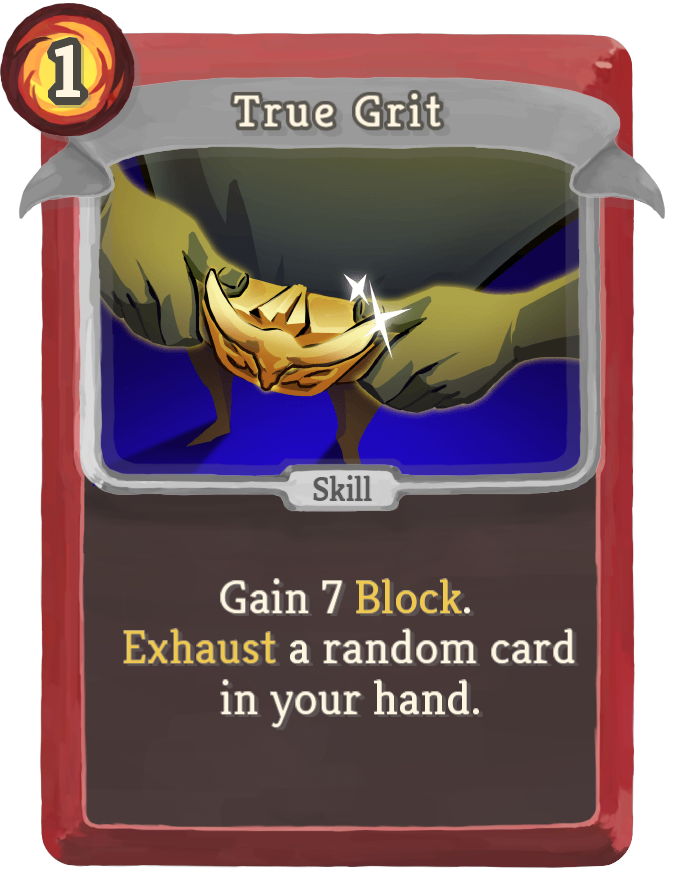 1
True Grit
Skill
Gain 7 Block.
Exhaust a random card
in your hand.